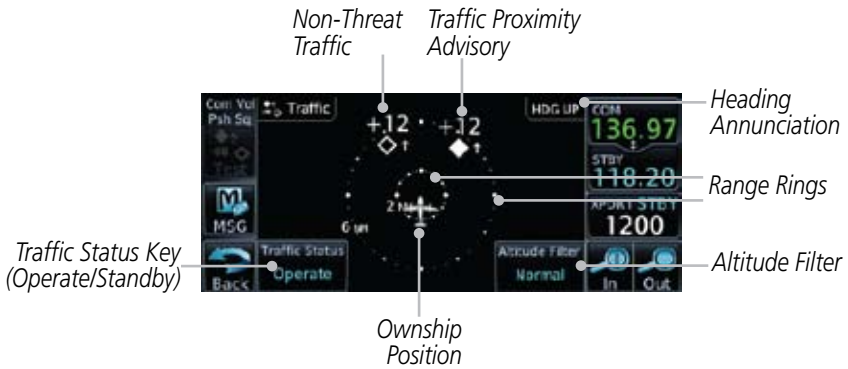 Non-Threat
Traffic
Traffic Proximity
Advisory
Com Vol
Psh Sq
Traffic
+12
+12
HDG UP
COM
136.97
STBY
118.20
XPDR1 STBY
1200
MSG
2
6 NM
Traffic Status
Operate
Altitude Filter
Normal
Back
In
Out
Heading
Annunciation
Range Rings
Altitude Filter
Traffic Status Key
(Operate/Standby)
Ownship
Position